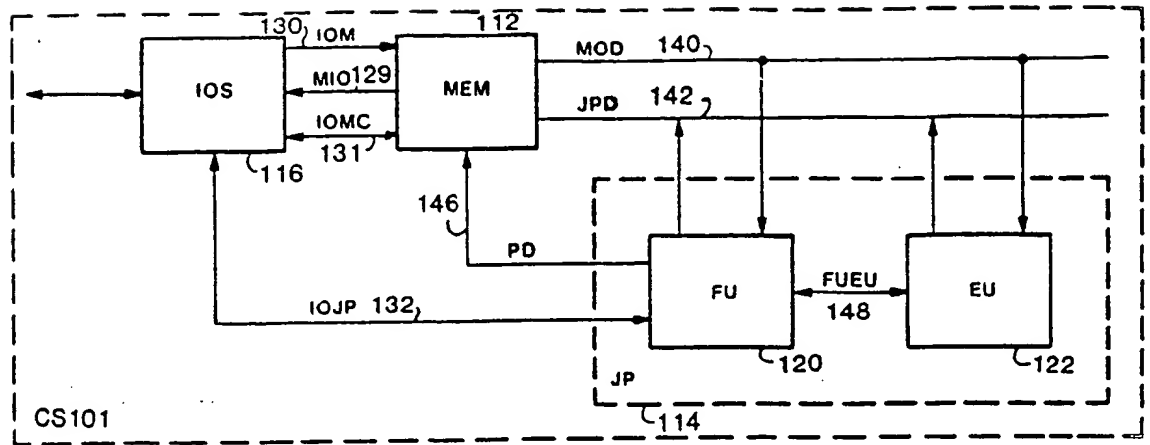 130 IOM
112
MOD 140
IOS
MIO 129
MEM
JPD 142
IOMC
131
116
146
PD
FU
FUEU
148
EU
IOJP 132
120
122
JP
114
CS101